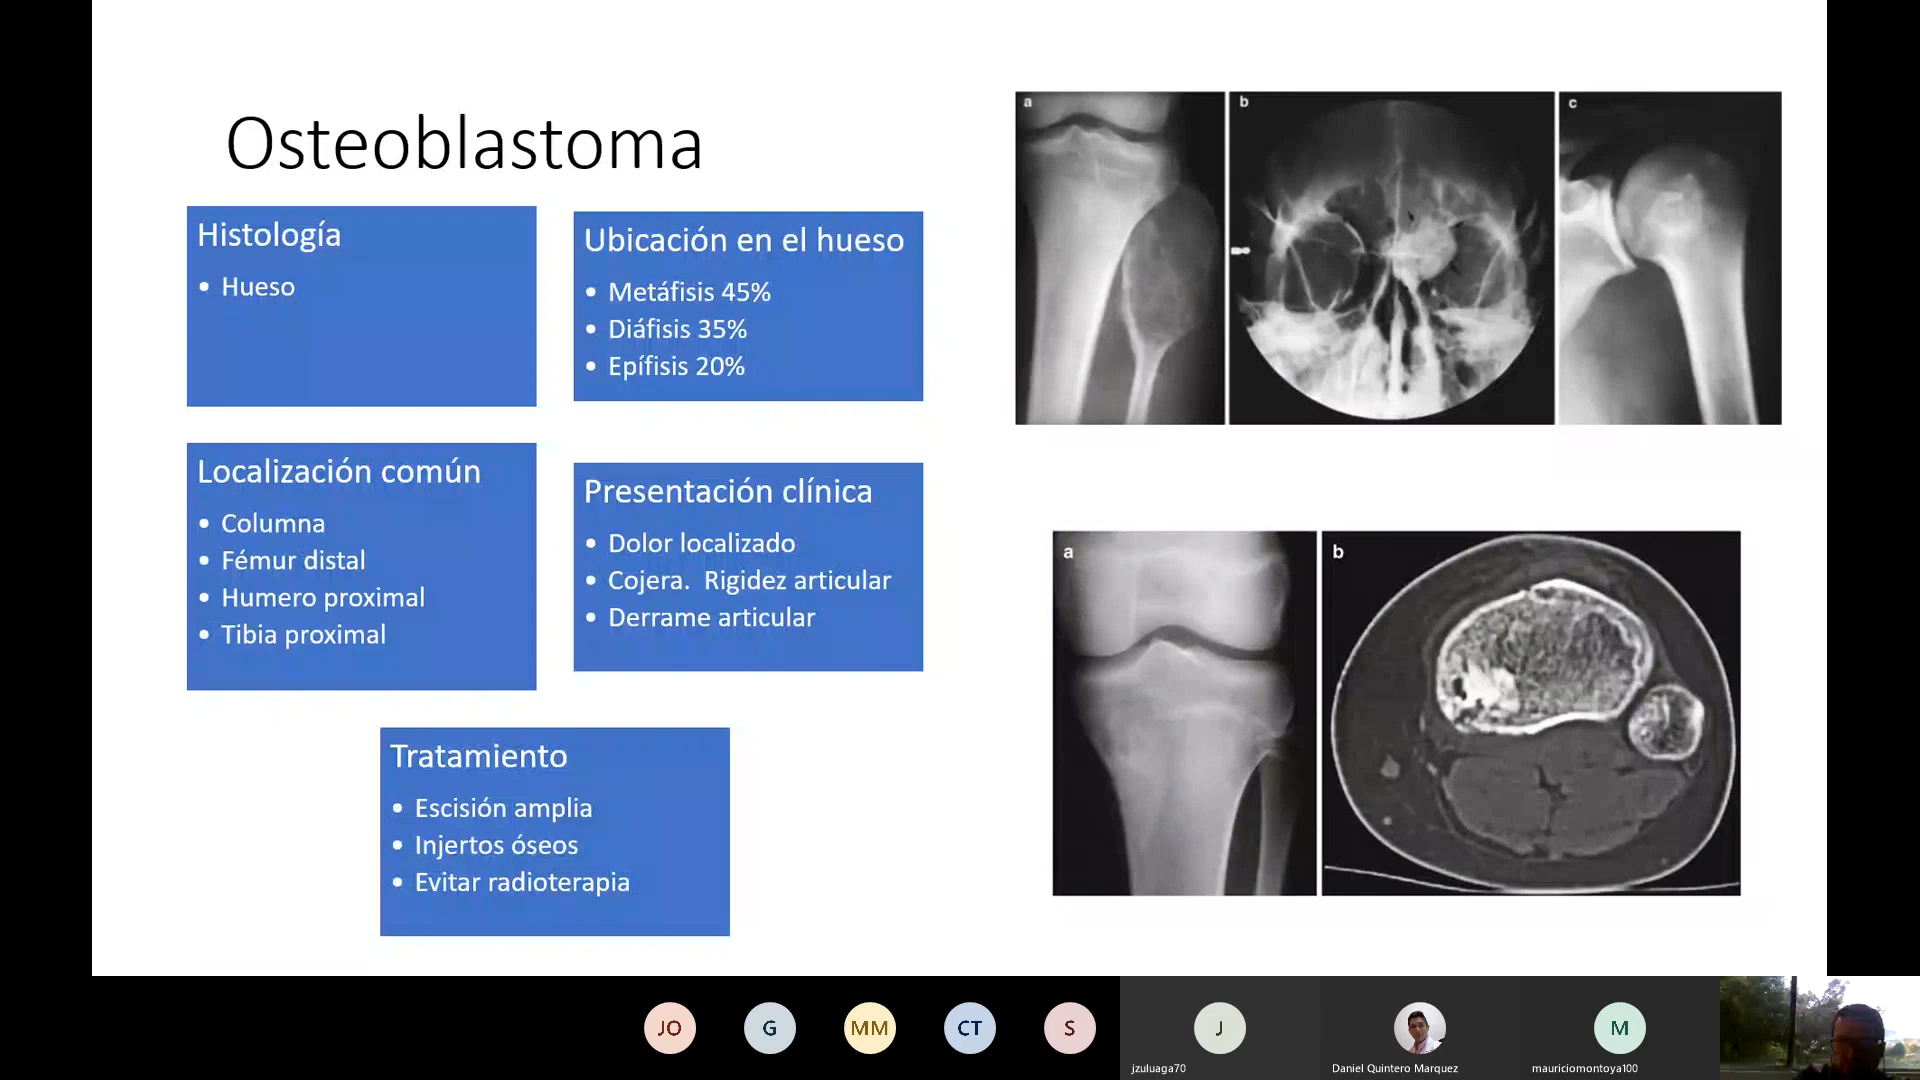 Osteoblastoma
Histología
• Hueso
Ubicación en el hueso
• Metáfisis 45%
• Diáfisis 35%
• Epífisis 20%
Localización común
• Columna
• Fémur distal
• Humero proximal
• Tibia proximal
Presentación clínica
• Dolor localizado
• Cojera. Rigidez articular
• Derrame articular
Tratamiento
• Escisión amplia
• Injertos óseos
• Evitar radioterapia
a
b
c
a
b
JO
G
MM
CT
S
J
M
jzuluaga70
Daniel Quintero Marquez
mauriciomontoya100